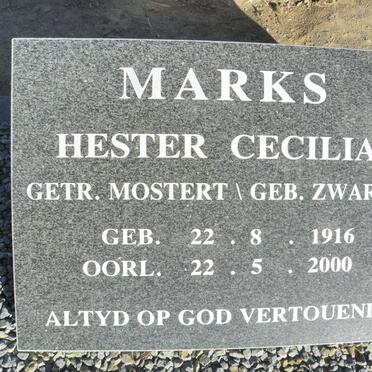 MARKS
HESTER CECILIA
GETR. MOSTERT \ GEB. ZWAR
GEB. 22 . 8 . 1916
OORL. 22 . 5 . 2000
ALTYD OP GOD VERTOUEN